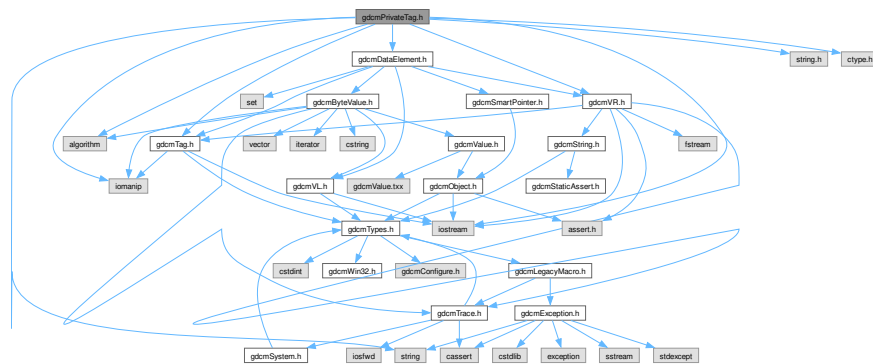 gdcmPrivateTag.h
gdcmDataElement.h
string.h
ctype.h
set
gdcmByteValue.h
gdcmSmartPointer.h
gdcmVR.h
algorithm
gdcmTag.h
vector
iterator
cstring
gdcmValue.h
gdcmString.h
fstream
iomanip
gdcmVL.h
gdcmValue.txx
gdcmObject.h
gdcmStaticAssert.h
gdcmTypes.h
iostream
assert.h
cstdint
gdcmWin32.h
gdcmConfigure.h
gdcmLegacyMacro.h
gdcmTrace.h
gdcmException.h
gdcmSystem.h
iosfwd
string
cassert
cstdlib
exception
sstream
stdexcept